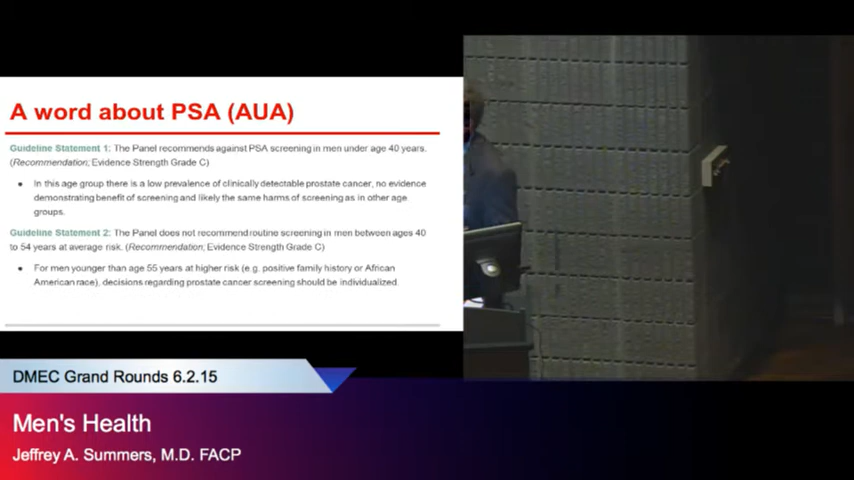 A word about PSA (AUA)
Guideline Statement 1: The Panel recommends against PSA screening in men under age 40 years.
(Recommendation; Evidence Strength Grade C)
• In this age group there is a low prevalence of clinically detectable prostate cancer, no evidence
demonstrating benefit of screening and likely the same harms of screening as in other age
groups.
Guideline Statement 2: The Panel does not recommend routine screening in men between ages 40
to 54 years at average risk. (Recommendation; Evidence Strength Grade C)
• For men younger than age 55 years at higher risk (e.g. positive family history or African
American race), decisions regarding prostate cancer screening should be individualized.
DMEC Grand Rounds 6.2.15
Men's Health
Jeffrey A. Summers, M.D. FACP